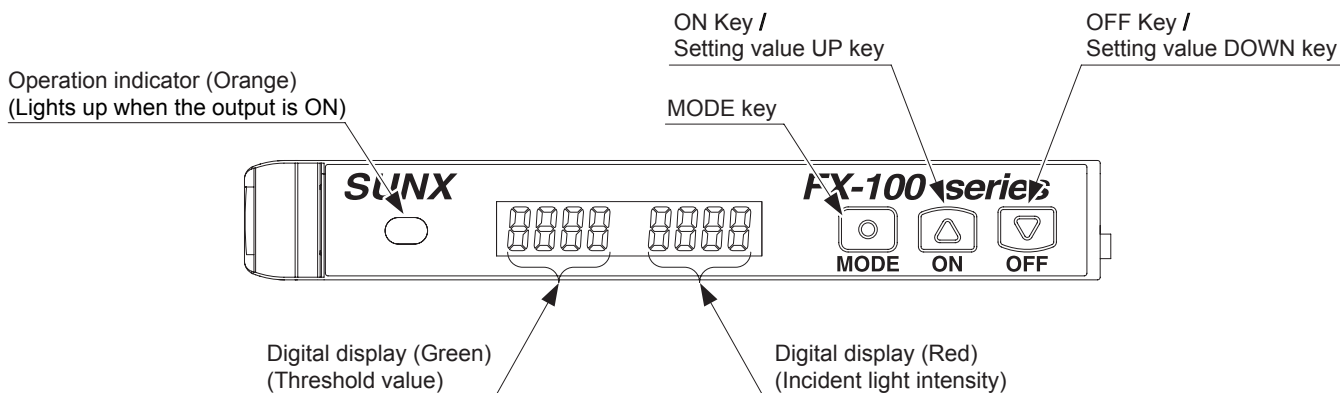 ON Key /
Setting value UP key
OFF Key /
Setting value DOWN key
Operation indicator (Orange)
(Lights up when the output is ON)
MODE key
SUNX
FX-100 series
8888 8888
MODE ON OFF
Digital display (Green)
(Threshold value)
Digital display (Red)
(Incident light intensity)